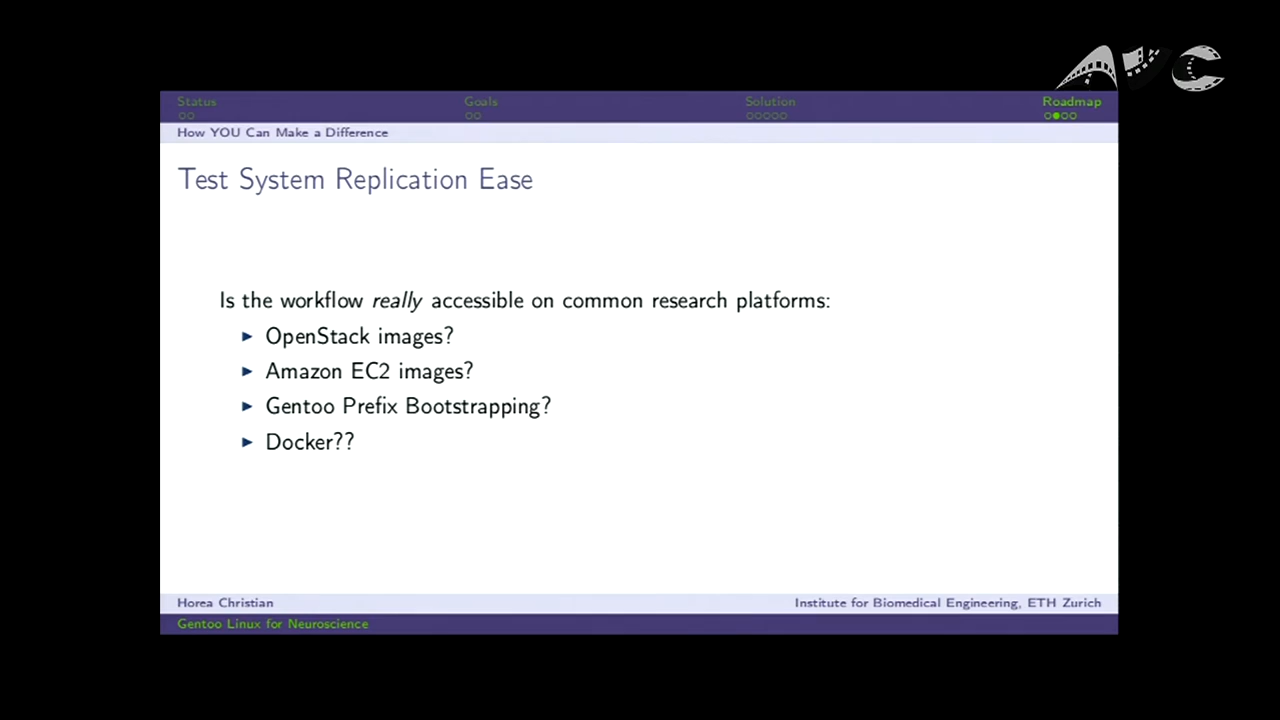 AVC
Status
Goals
Solution
Roadmap
How YOU Can Make a Difference
Test System Replication Ease
Is the workflow really accessible on common research platforms:
OpenStack images?
Amazon EC2 images?
Gentoo Prefix Bootstrapping?
Docker??
Horea Christian
Institute for Biomedical Engineering, ETH Zurich
Gentoo Linux for Neuroscience